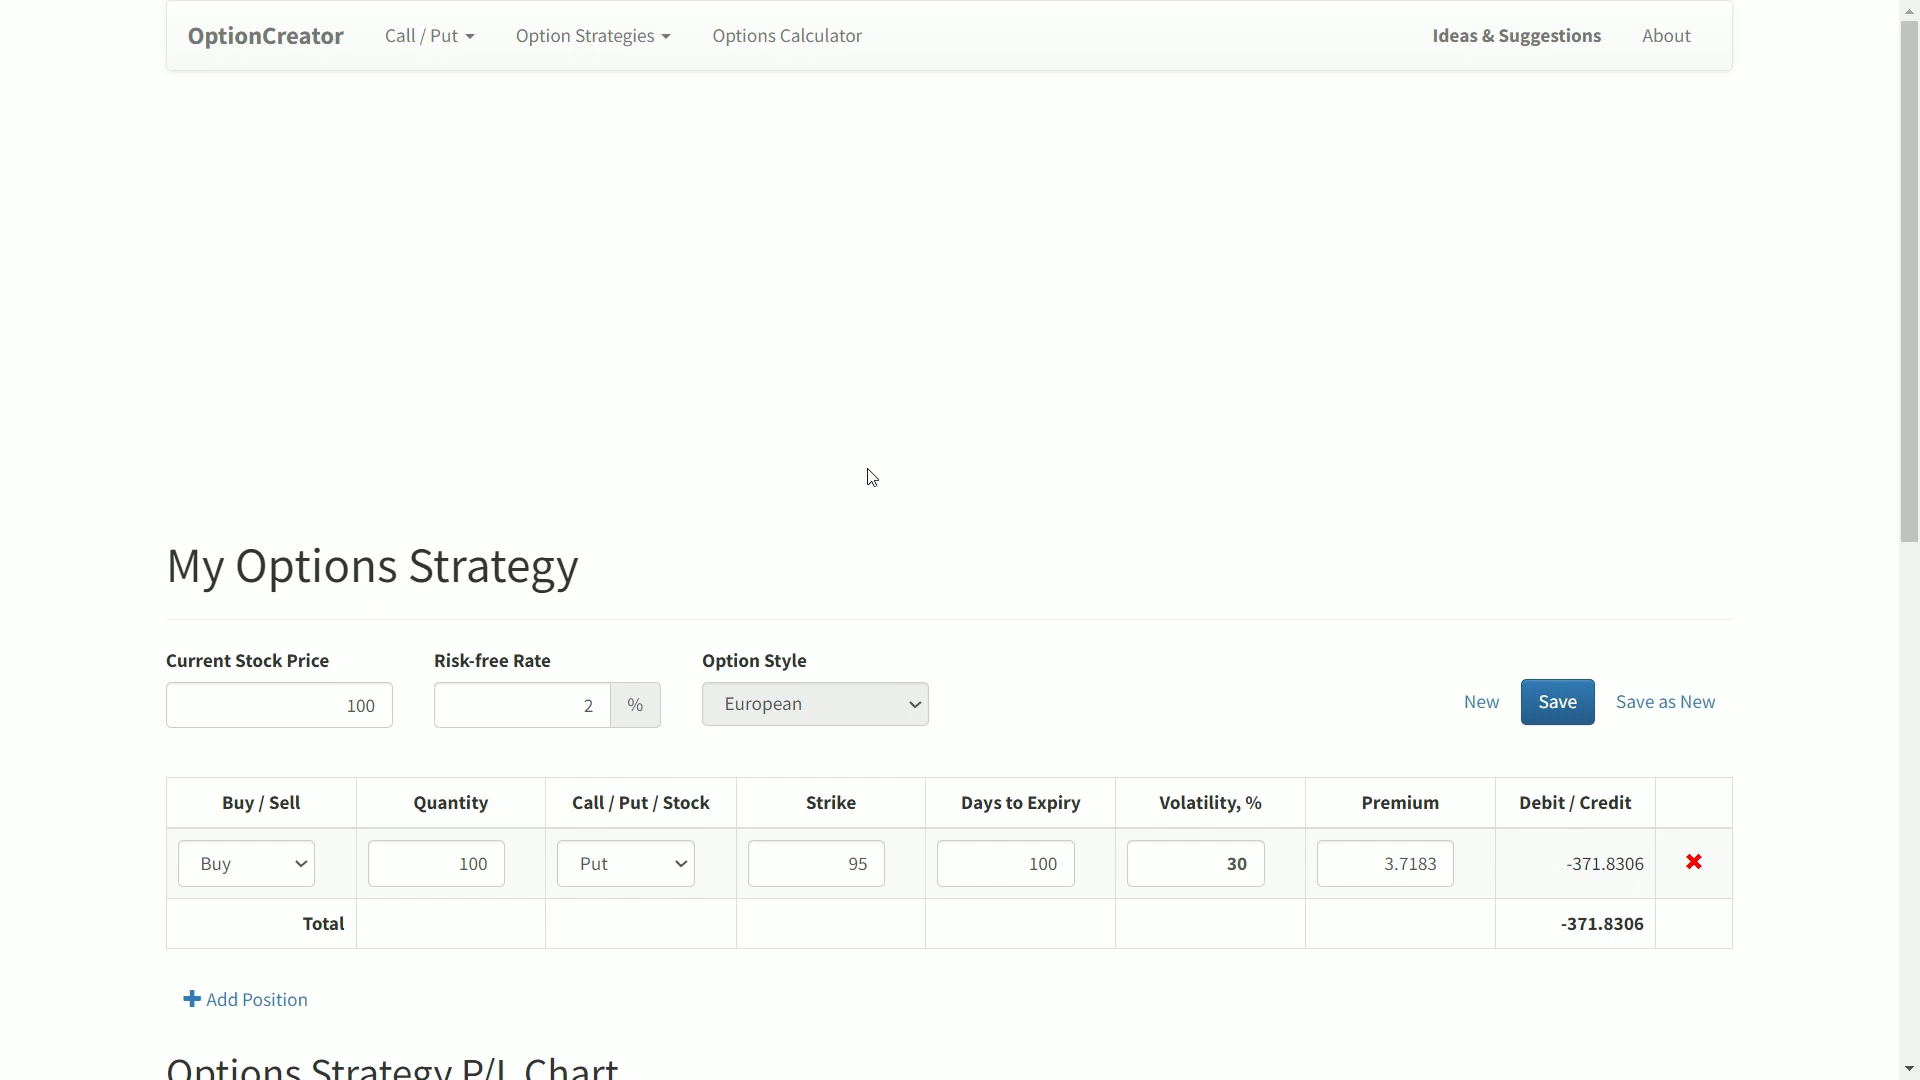 OptionCreator Call / Put Option Strategies Options Calculator Ideas & Suggestions About
My Options Strategy
Current Stock Price Risk-free Rate Option Style
100 2 % European New Save Save as New
Buy / Sell Quantity Call / Put / Stock Strike Days to Expiry Volatility, % Premium Debit / Credit
Buy 100 Put 95 100 30 3.7183 -371.8306
Total -371.8306
Add Position
Options Strategy P/L Chart